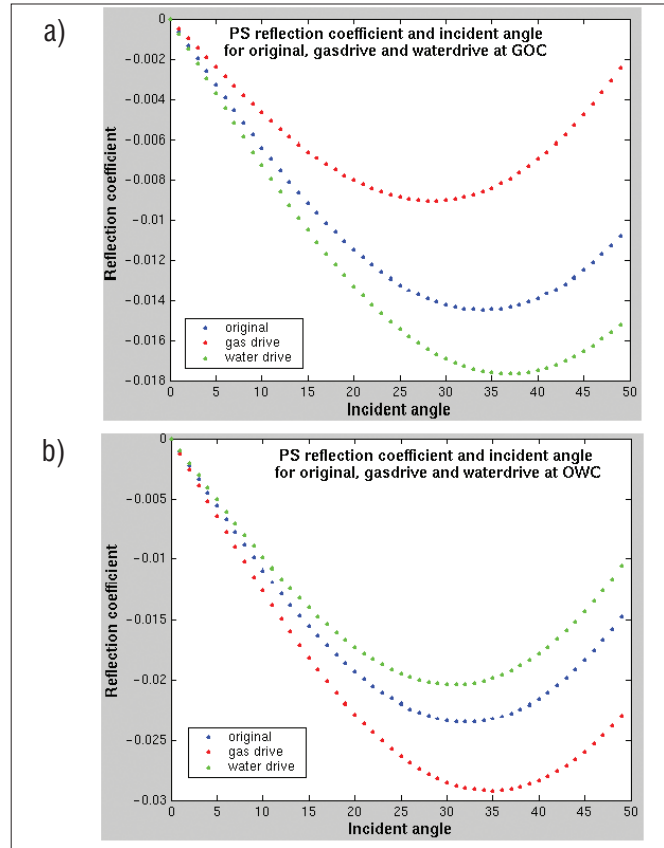 a)
PS reflection coefficient and incident angle
for original, gasdrive and waterdrive at GOC
0
−0.002
−0.004
−0.006
−0.008
−0.01
−0.012
−0.014
−0.016
−0.018
Reflection coefficient
original
gas drive
water drive
0 5 10 15 20 25 30 35 40 45 50
Incident angle
b)
PS reflection coefficient and incident angle
for original, gasdrive and waterdrive at OWC
0
−0.005
−0.01
−0.015
−0.02
−0.025
−0.03
Reflection coefficient
original
gas drive
water drive
0 5 10 15 20 25 30 35 40 45 50
Incident angle